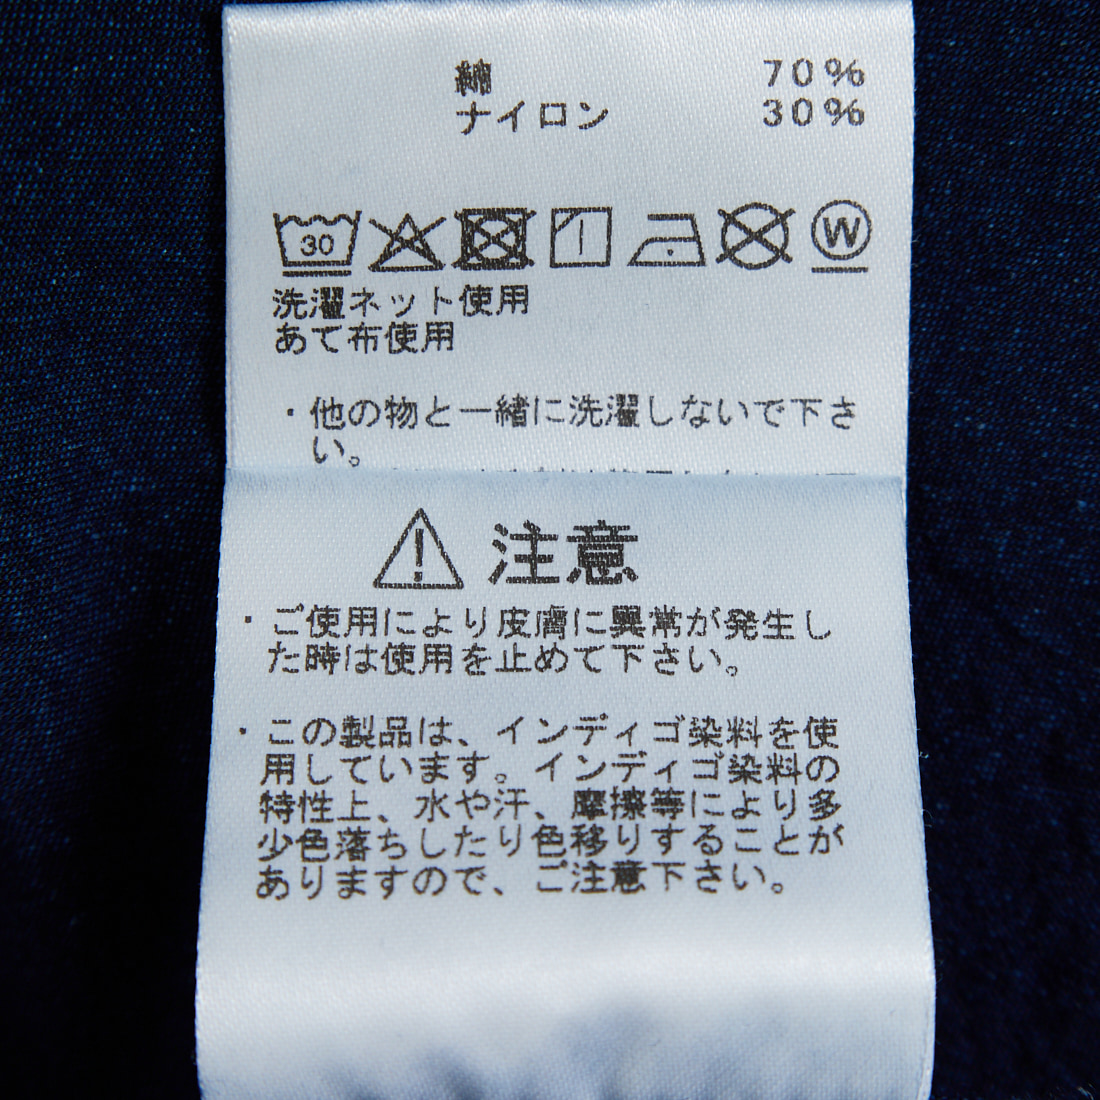 綿 70%
ナイロン 30%
30 W
洗濯ネット使用
あて布使用
・他の物と一緒に洗濯しないで下さ
い。
注意
・ご使用により皮膚に異常が発生し
た時は使用を止めて下さい。
・この製品は、インディゴ染料を使
用しています。インディゴ染料の
特性上、水や汗、摩擦等により多
少色落ちしたり色移りすることが
ありますので、ご注意下さい。